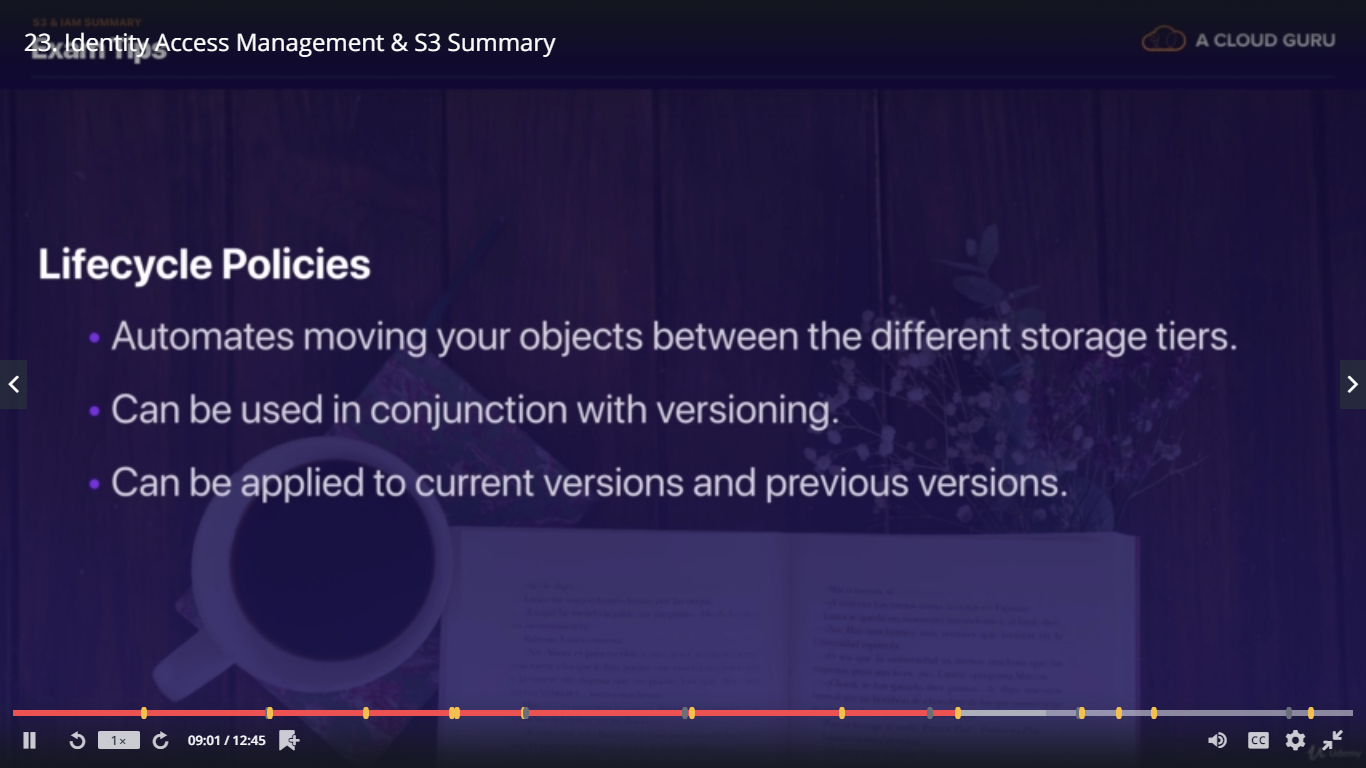 S3 & IAM SUMMARY
23. Identity Access Management & S3 Summary
Exam Tips
A CLOUD GURU
Lifecycle Policies
• Automates moving your objects between the different storage tiers.
• Can be used in conjunction with versioning.
• Can be applied to current versions and previous versions.
1×
09:01 / 12:45
CC
Udemy